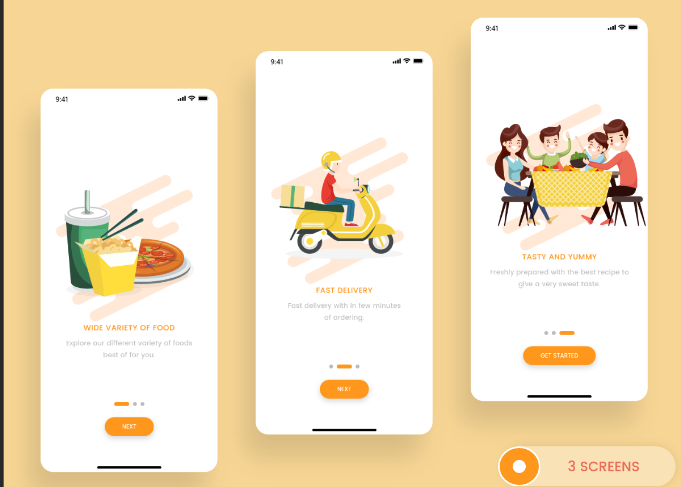 9:41
WIDE VARIETY OF FOOD
Explore our different variety of foods
best of for you.
NEXT
9:41
FAST DELIVERY
Fast delivery with in few minutes
of ordering.
NEXT
9:41
TASTY AND YUMMY
Freshly prepared with the best recipe to
give a very sweet taste.
GET STARTED
3 SCREENS